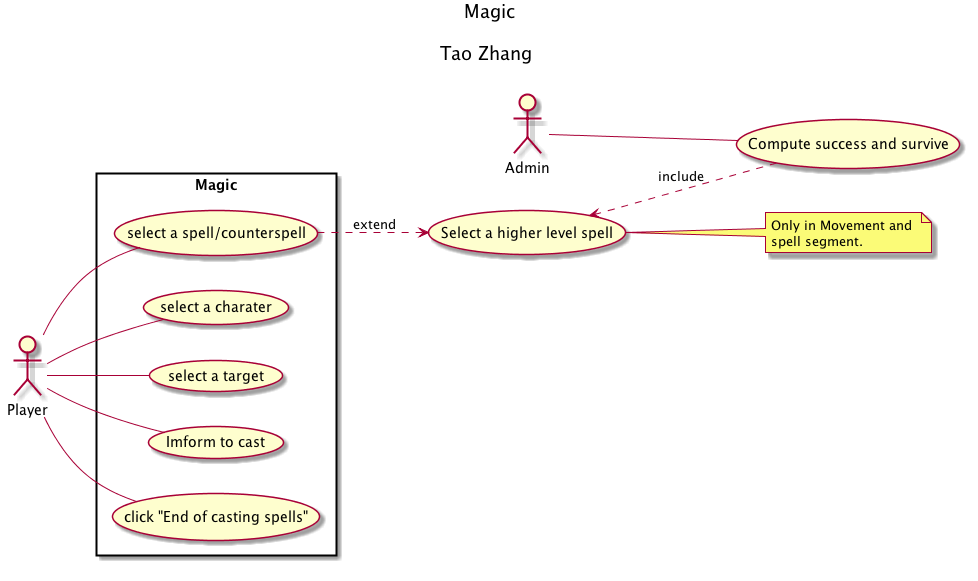 Magic
Tao Zhang
Admin
Compute success and survive
include
Magic
select a spell/counterspell
extend
Select a higher level spell
Only in Movement and
spell segment.
select a charater
select a target
Player
Imform to cast
click "End of casting spells"